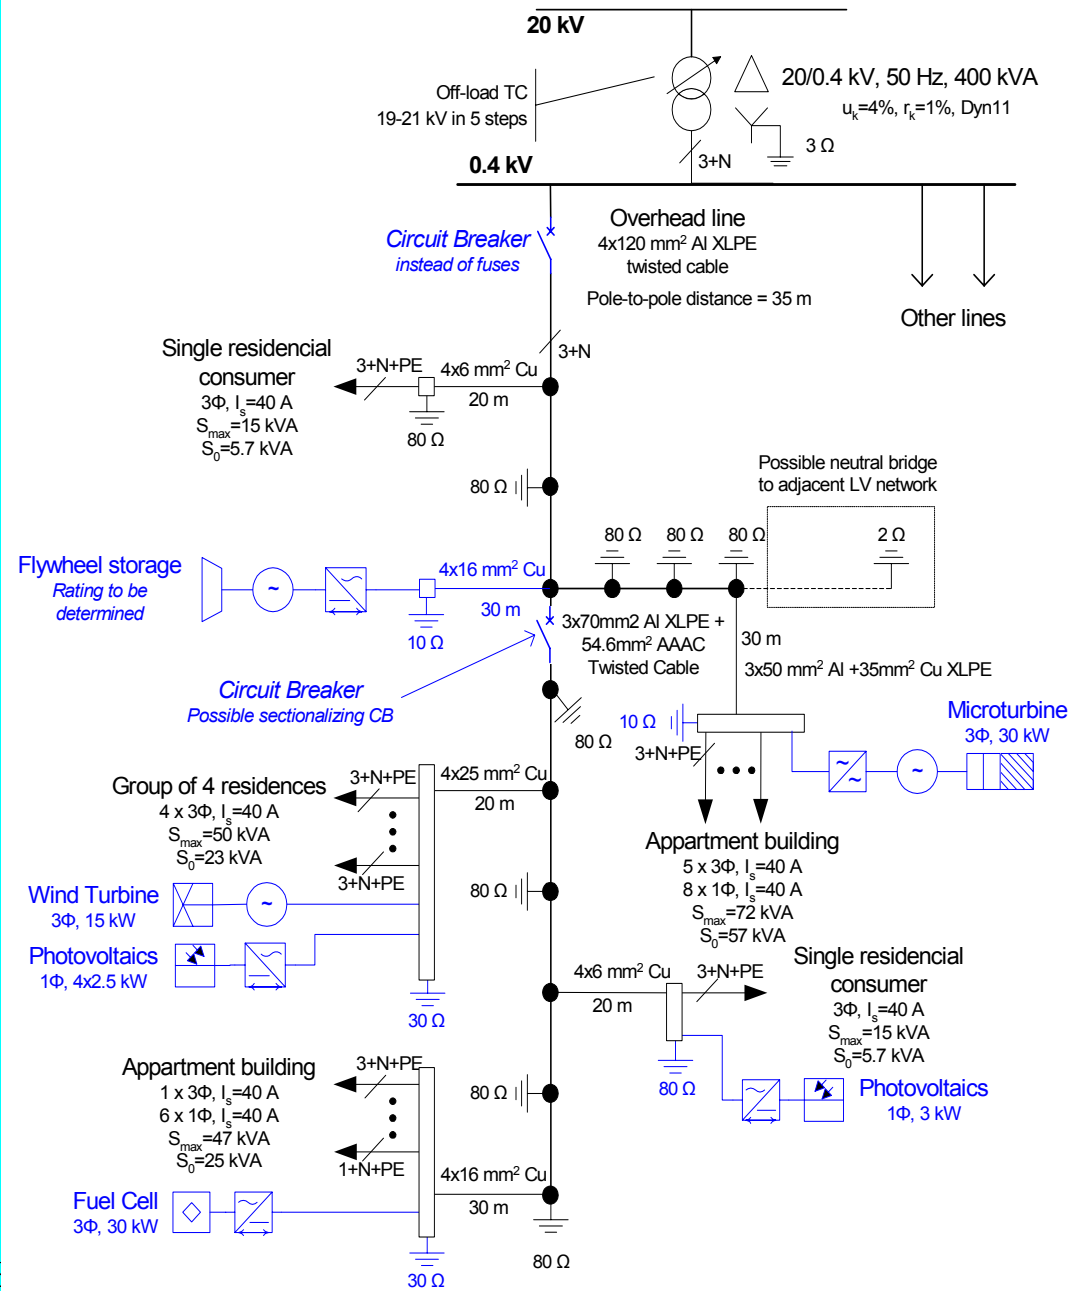 20 kV
Off-load TC
19-21 kV in 5 steps
20/0.4 kV, 50 Hz, 400 kVA
uk=4%, rk=1%, Dyn11
3 Ω
3+N
0.4 kV
Circuit Breaker
instead of fuses
Overhead line
4x120 mm² Al XLPE
twisted cable
Pole-to-pole distance = 35 m
Other lines
3+N
Single residencial
consumer
3Φ, Is=40 A
Smax=15 kVA
S0=5.7 kVA
3+N+PE
4x6 mm² Cu
20 m
80 Ω
80 Ω
Possible neutral bridge
to adjacent LV network
80 Ω
80 Ω
80 Ω
2 Ω
Flywheel storage
Rating to be
determined
~
4x16 mm² Cu
30 m
10 Ω
3x70mm2 Al XLPE +
54.6mm² AAAC
Twisted Cable
30 m
3x50 mm² Al +35mm² Cu XLPE
Circuit Breaker
Possible sectionalizing CB
80 Ω
10 Ω
3+N+PE
Microturbine
3Φ, 30 kW
~
Appartment building
5 x 3Φ, Is=40 A
8 x 1Φ, Is=40 A
Smax=72 kVA
S0=57 kVA
Group of 4 residences
4 x 3Φ, Is=40 A
Smax=50 kVA
S0=23 kVA
3+N+PE
3+N+PE
4x25 mm² Cu
20 m
Wind Turbine
3Φ, 15 kW
~
Photovoltaics
1Φ, 4x2.5 kW
30 Ω
80 Ω
4x6 mm² Cu
20 m
3+N+PE
80 Ω
Single residencial
consumer
3Φ, Is=40 A
Smax=15 kVA
S0=5.7 kVA
Photovoltaics
1Φ, 3 kW
80 Ω
Appartment building
1 x 3Φ, Is=40 A
6 x 1Φ, Is=40 A
Smax=47 kVA
S0=25 kVA
3+N+PE
1+N+PE
4x16 mm² Cu
30 m
Fuel Cell
3Φ, 30 kW
30 Ω
80 Ω